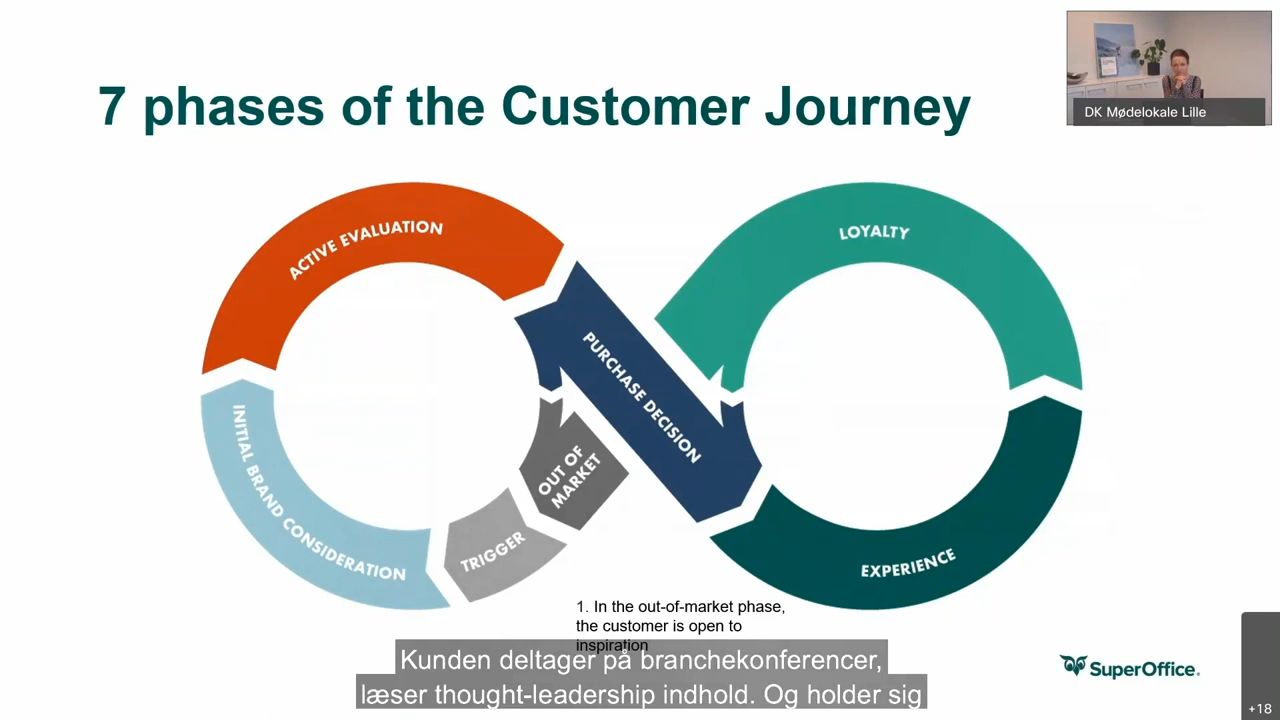 7 phases of the Customer Journey
DK Mødelokale Lille
ACTIVE EVALUATION
LOYALTY
PURCHASE DECISION
INITIAL BRAND CONSIDERATION
OUT OF
MARKET
TRIGGER
EXPERIENCE
1. In the out-of-market phase,
the customer is open to
inspiration
Kunden deltager på branchekonferencer,
læser thought-leadership indhold. Og holder sig
SuperOffice.
+18